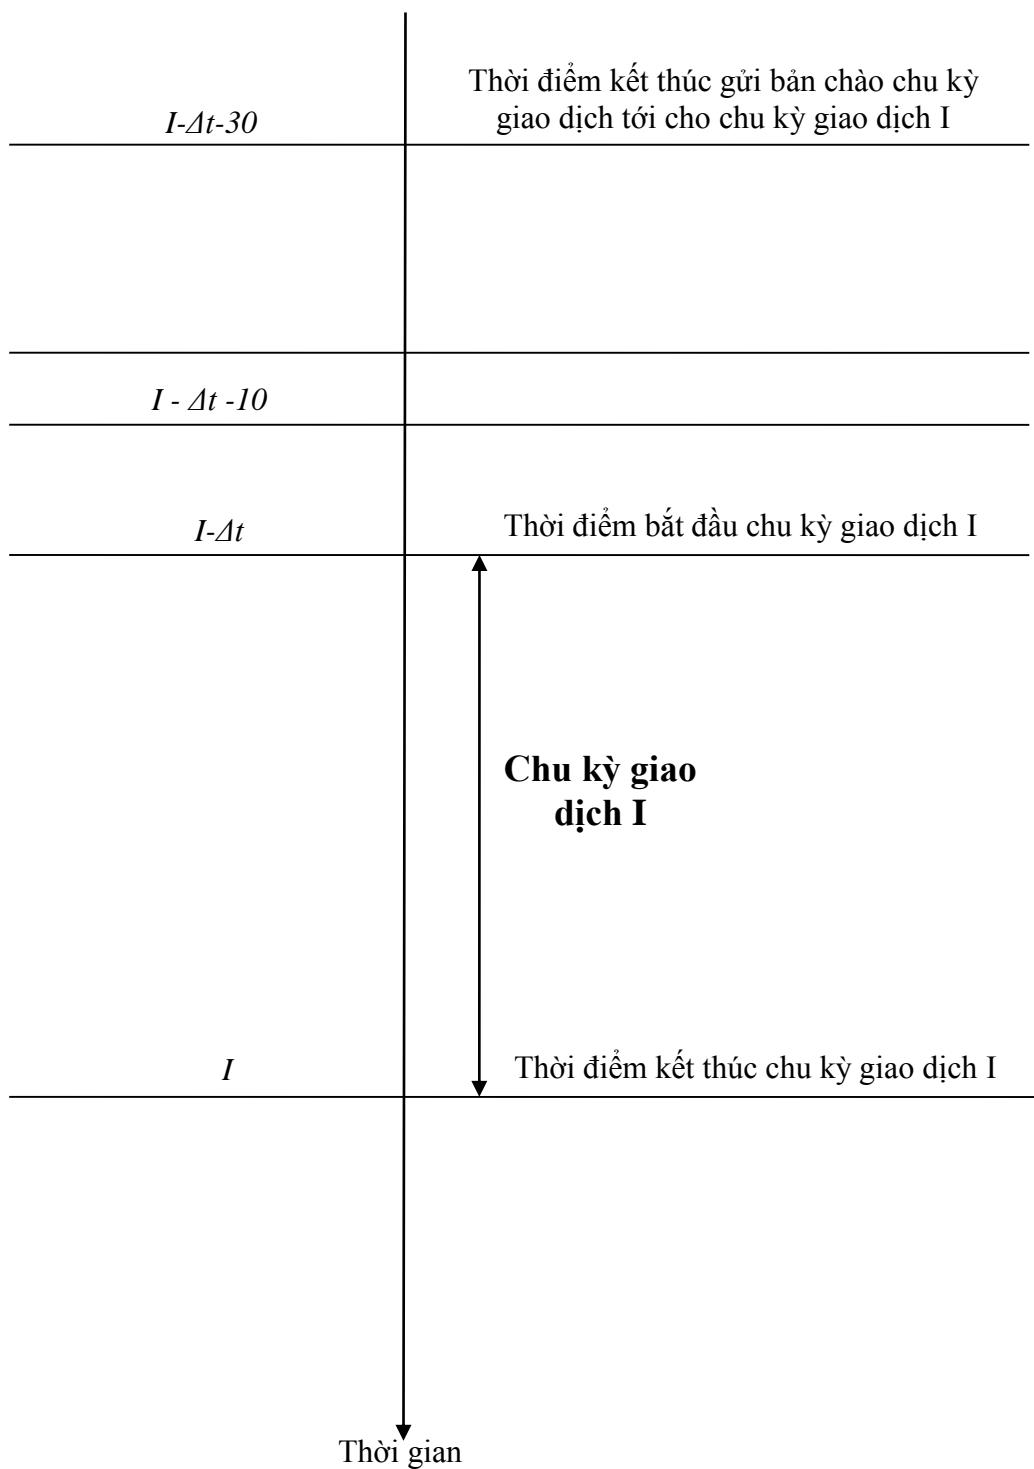 Thời điểm kết thúc gửi bản chào chu kỳ
I-Δt-30
giao dịch tới cho chu kỳ giao dịch I
I - Δt -10
I-Δt
Thời điểm bắt đầu chu kỳ giao dịch I
Chu kỳ giao
dịch I
I
Thời điểm kết thúc chu kỳ giao dịch I
Thời gian